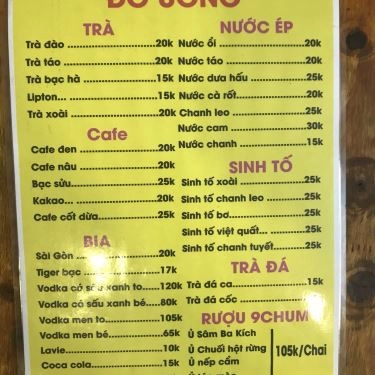 ĐỒ UỐNG
TRÀ
Trà đào....................20k
Trà táo....................20k
Trà bạc hà................15k
Lipton... ..................15k
Trà xoài ..................20k
Cafe
Cafe đen ..................20k
Cafe nâu ..................20k
Bạc sửu....................25k
Kakao......................20k
Cafe cốt dừa..............25k
BIA
Sài Gòn ...................20k
Tiger bạc .................17k
Vodka cá sấu xanh to......120k
Vodka cá sấu xanh bé.....80k
Vodka men to..............105k
Vodka men bé..............65k
Lavie......................10k
Coca cola..................15k
NƯỚC ÉP
Nước ổi ...................20k
Nước táo...................20k
Nước dưa hấu..............25k
Nước cà rốt................20k
Chanh leo .................25k
Nước cam ..................30k
Nước chanh ................15k
SINH TỐ
Sinh tố xoài ..............25k
Sinh tố chanh leo .........25k
Sinh tố bơ.................25k
Sinh tố việt quất... ......25k
Sinh tố chanh tuyết........25k
TRÀ ĐÁ
Trà đá ca..................15k
Trà đá cốc ................
RƯỢU 9CHUM
Ủ Sâm Ba Kích
Ủ Chuối hột rừng
Ủ nếp cẩm
105k/Chai